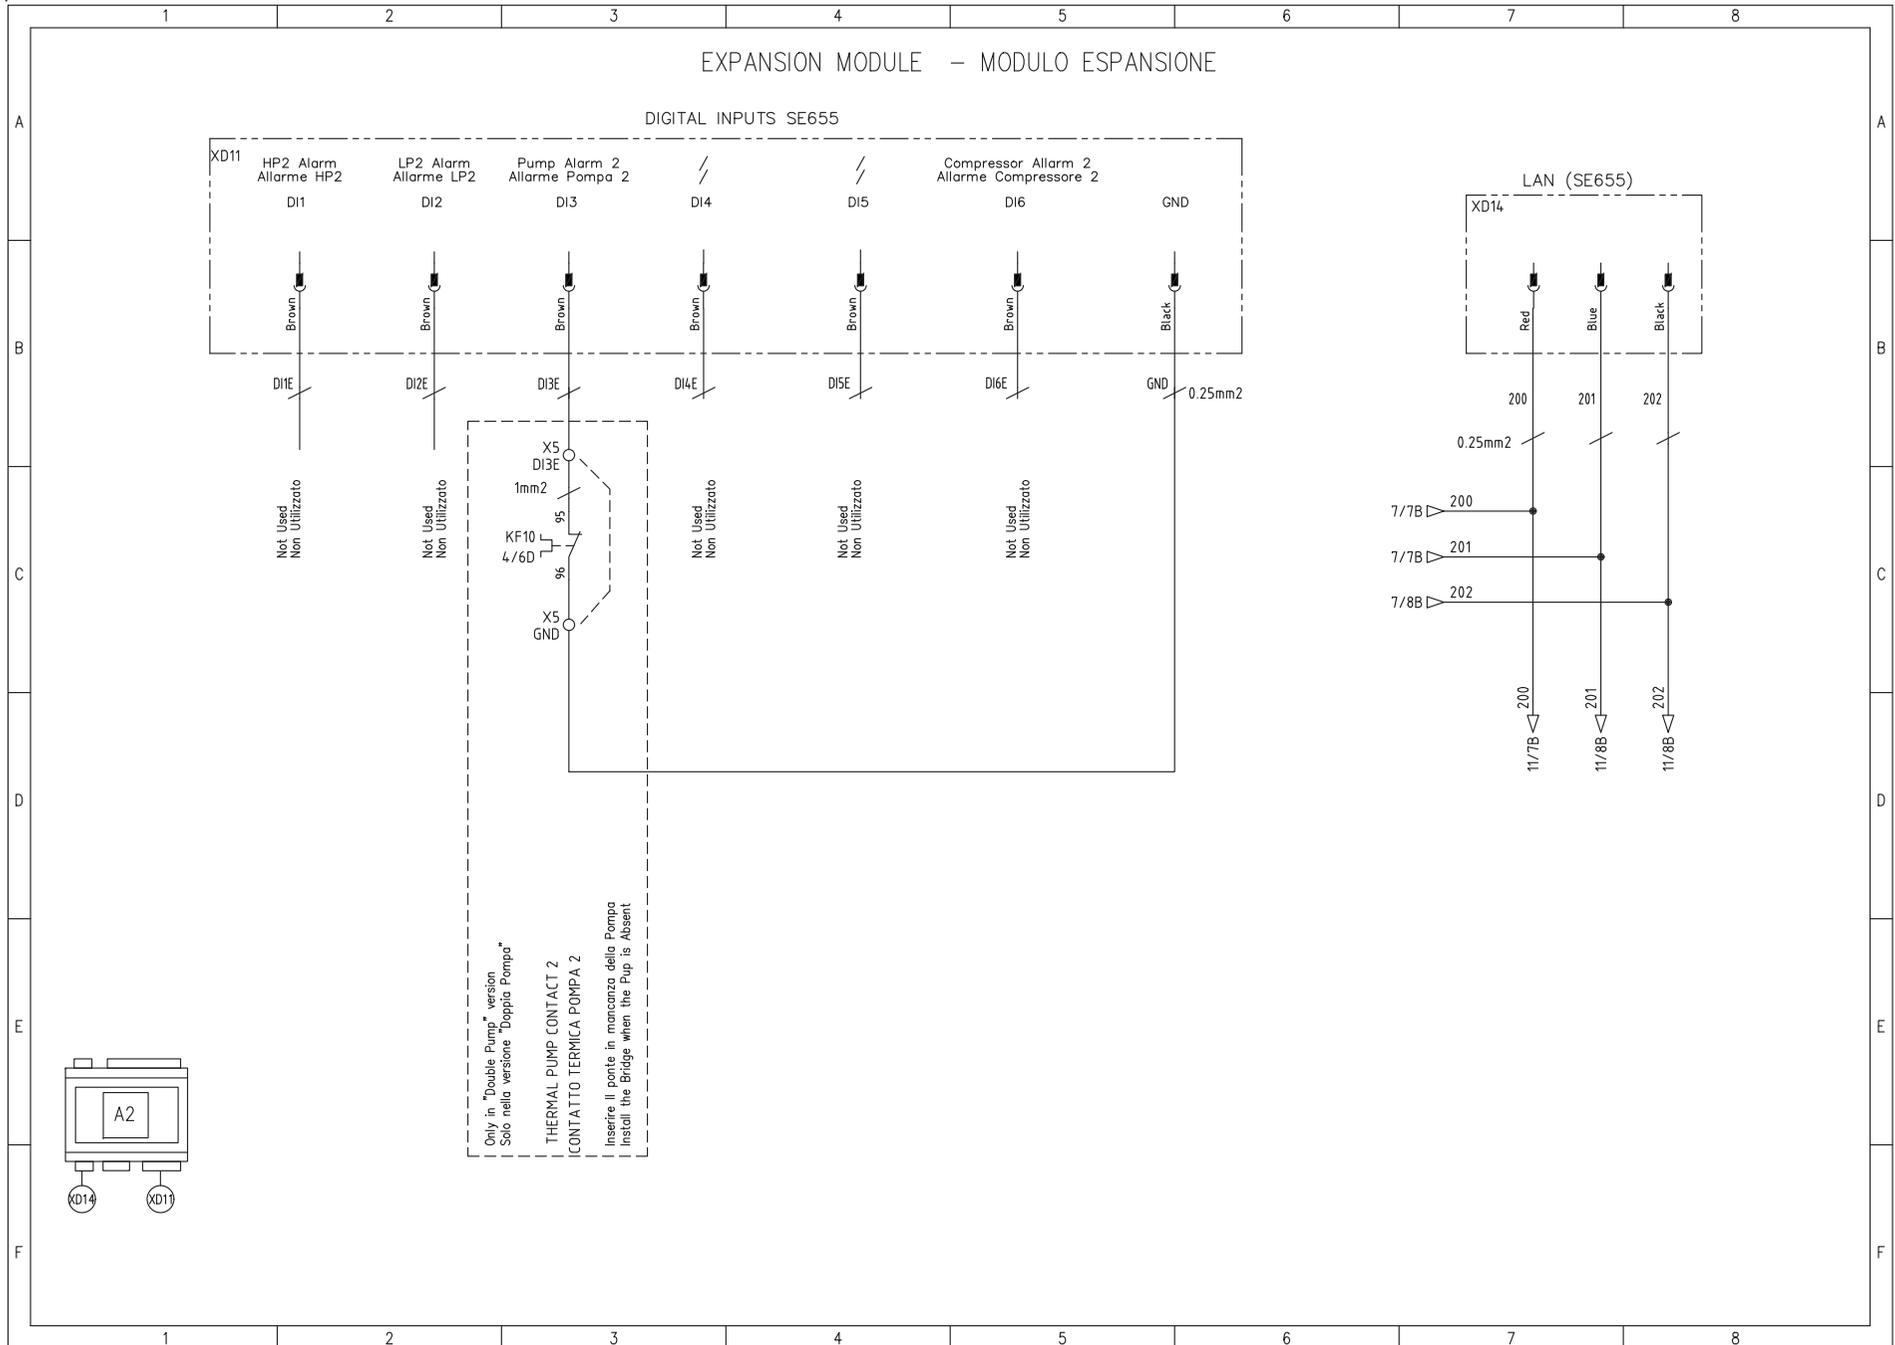 1 2 3 4 5 6 7 8
EXPANSION MODULE - MODULO ESPANSIONE
A
A
DIGITAL INPUTS SE655
XD11
HP2 Alarm
Allarme HP2
DI1
LP2 Alarm
Allarme LP2
DI2
Pump Alarm 2
Allarme Pompa 2
DI3
/
/
DI4
/
/
DI5
Compressor Allarm 2
Allarme Compressore 2
DI6
GND
LAN (SE655)
XD14
Brown
Brown
Brown
Brown
Brown
Brown
Black
Red
Blue
Black
B
B
DI1E
DI2E
DI3E
DI4E
DI5E
DI6E
GND
0.25mm2
200
201
202
0.25mm2
X5
DI3E
1mm2
95
KF10
4/6D
96
X5
GND
Not Used
Non Utilizzato
Not Used
Non Utilizzato
Not Used
Non Utilizzato
Not Used
Non Utilizzato
Not Used
Non Utilizzato
7/7B
200
7/7B
201
7/8B
202
C
C
200
201
202
11/7B
11/8B
11/8B
D
D
Only in "Double Pump" version
Solo nella versione "Doppia Pompa"
THERMAL PUMP CONTACT 2
CONTATTO TERMICA POMPA 2
Inserire Il ponte in mancanza della Pompa
Install the Bridge when the Pup is Absent
E
E
A2
XD14
XD11
F
F
1 2 3 4 5 6 7 8